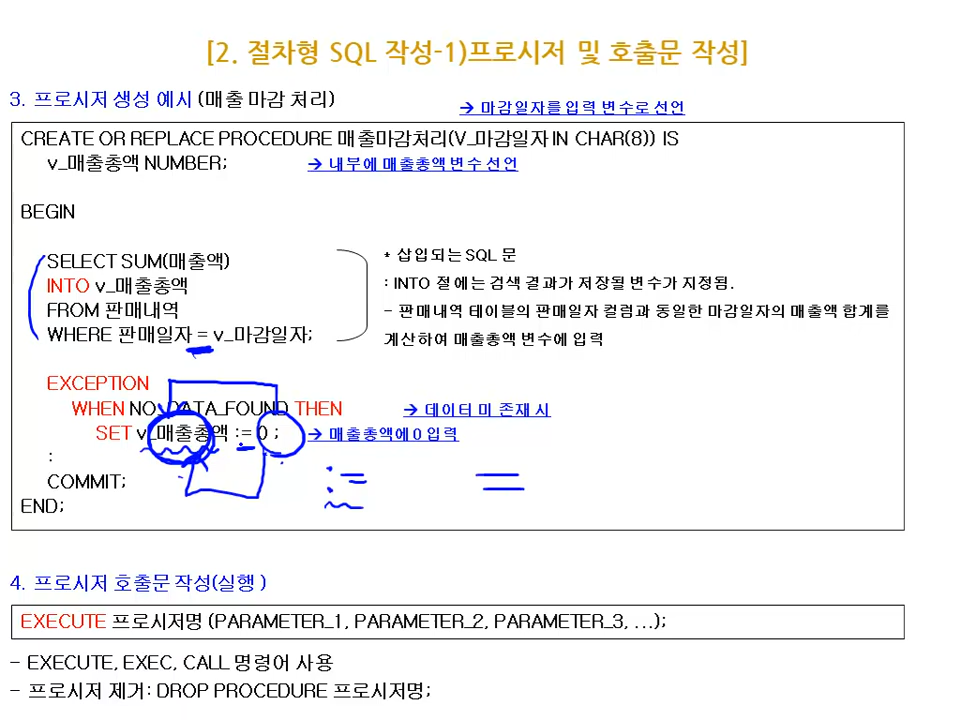 [2. 절차형 SQL 작성-1)프로시저 및 호출문 작성]
3. 프로시저 생성 예시 (매출 마감 처리)
→ 마감일자를 입력 변수로 선언
CREATE OR REPLACE PROCEDURE 매출마감처리(V_마감일자 IN CHAR(8)) IS
v_매출총액 NUMBER;
→ 내부에 매출총액 변수 선언
BEGIN
SELECT SUM(매출액)
INTO v_매출총액
FROM 판매내역
WHERE 판매일자 = v_마감일자;
* 삽입되는 SQL 문
: INTO 절에는 검색 결과가 저장될 변수가 지정됨.
- 판매내역 테이블의 판매일자 컬럼과 동일한 마감일자의 매출액 합계를
계산하여 매출총액 변수에 입력
EXCEPTION
WHEN NO_DATA_FOUND THEN
→ 데이터 미 존재 시
SET v_매출총액 := 0 ;
→ 매출총액에 0 입력
:
:= =
COMMIT;
END;
4. 프로시저 호출문 작성(실행 )
EXECUTE 프로시저명 (PARAMETER_1, PARAMETER_2, PARAMETER_3, ...);
- EXECUTE, EXEC, CALL 명령어 사용
- 프로시저 제거: DROP PROCEDURE 프로시저명;